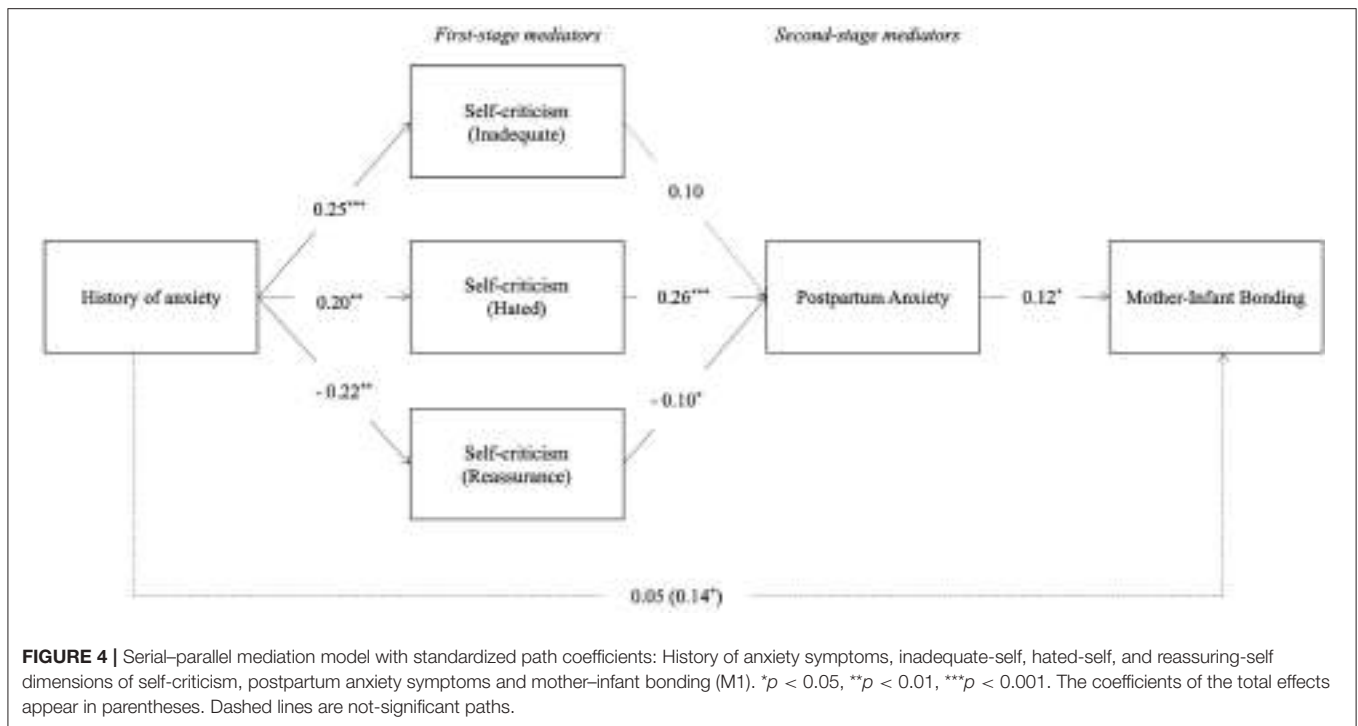 First-stage mediators
Second-stage mediators
Self-criticism
(Inadequate)
0.10
0.25***
History of anxiety
0.20**
Self-criticism
(Hated)
0.26***
Postpartum Anxiety
0.12*
Mother-Infant Bonding
- 0.22**
- 0.10*
Self-criticism
(Reassurance)
0.05 (0.14*)
FIGURE 4 | Serial–parallel mediation model with standardized path coefficients: History of anxiety symptoms, inadequate-self, hated-self, and reassuring-self
dimensions of self-criticism, postpartum anxiety symptoms and mother–infant bonding (M1). *p < 0.05, **p < 0.01, ***p < 0.001. The coefficients of the total effects
appear in parentheses. Dashed lines are not-significant paths.